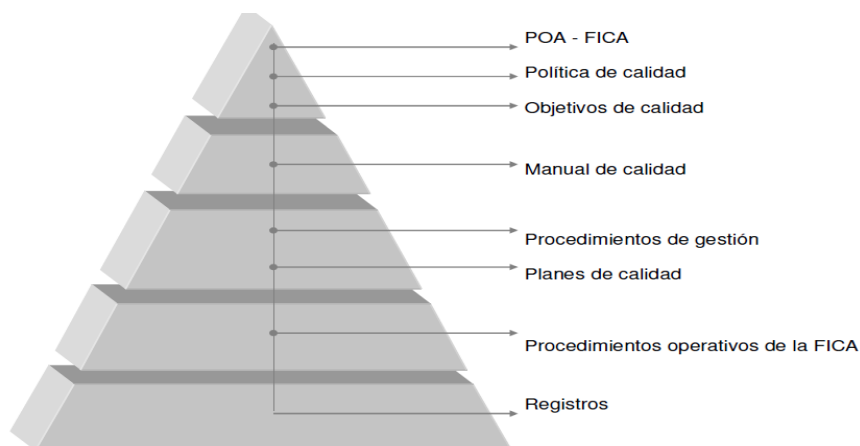 POA - FICA
Política de calidad
Objetivos de calidad
Manual de calidad
Procedimientos de gestión
Planes de calidad
Procedimientos operativos de la FICA
Registros